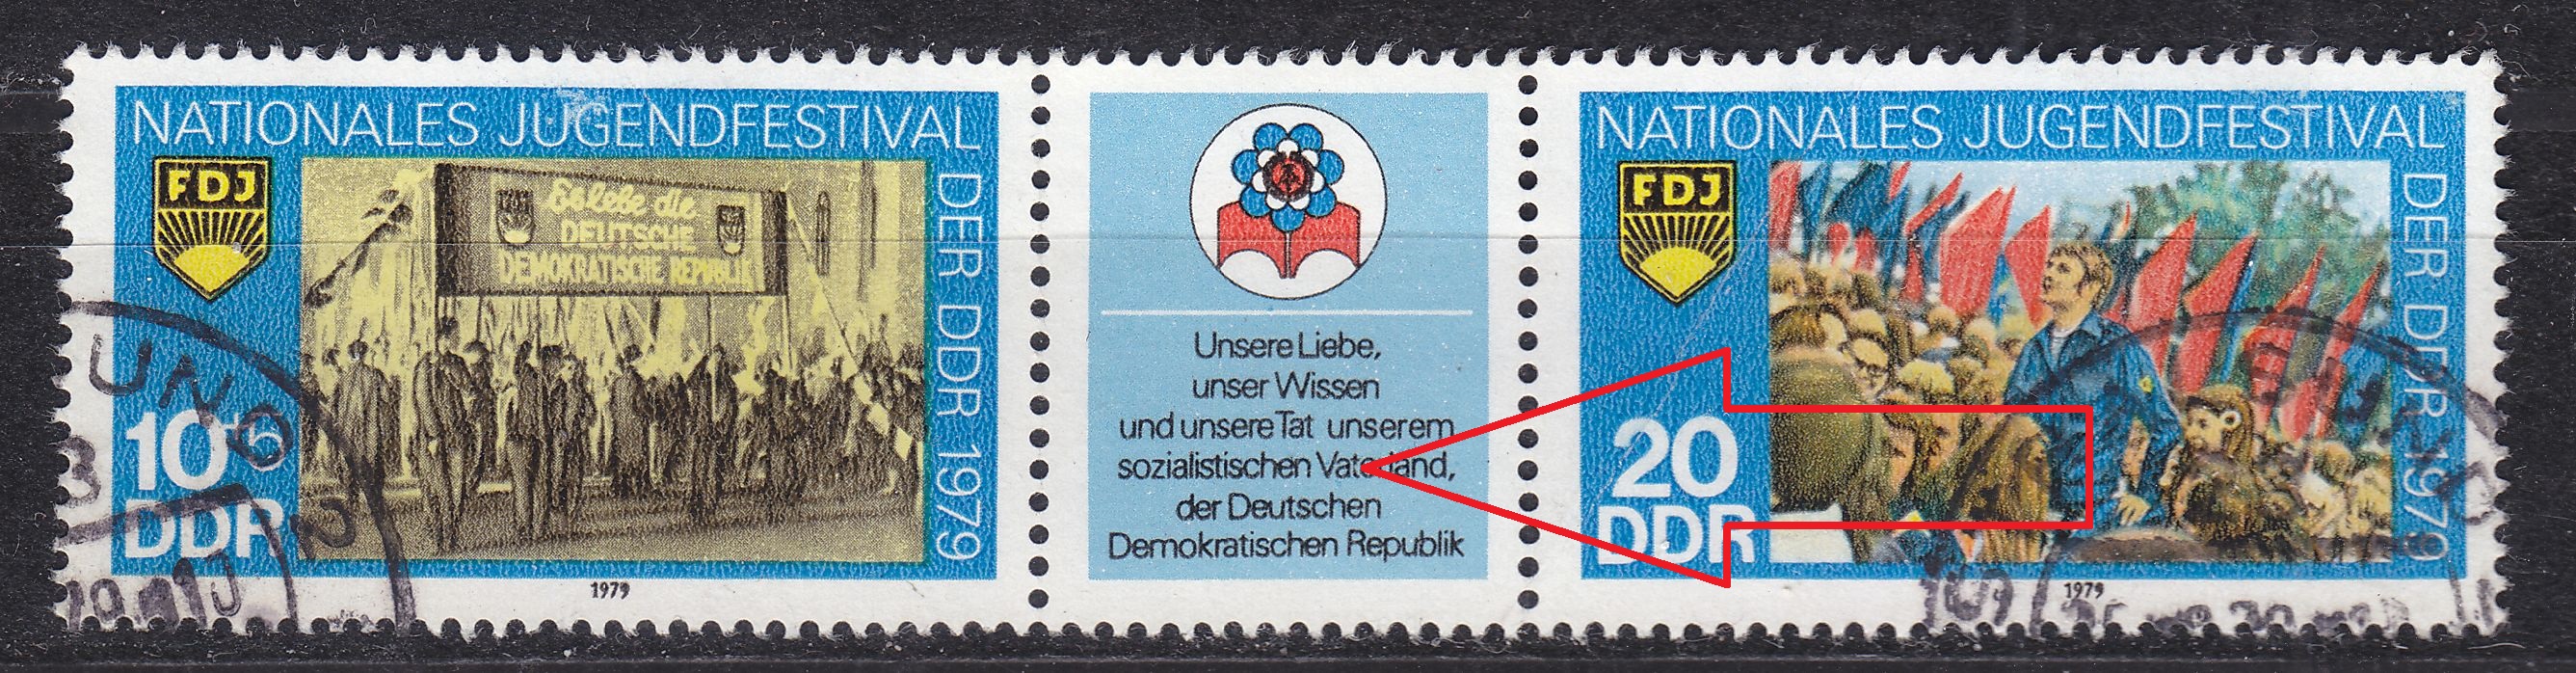 NATIONALES JUGENDFESTIVAL
DER DDR 1979
FDJ
Es lebe die
DEUTSCHE
DEMOKRATISCHE REPUBLIK
10+5
DDR
1979
UNG
Unsere Liebe,
unser Wissen
und unsere Tat unserem
sozialistischen Vaterland,
der Deutschen
Demokratischen Republik
NATIONALES JUGENDFESTIVAL
DER DDR 1979
FDJ
20
DDR
1979